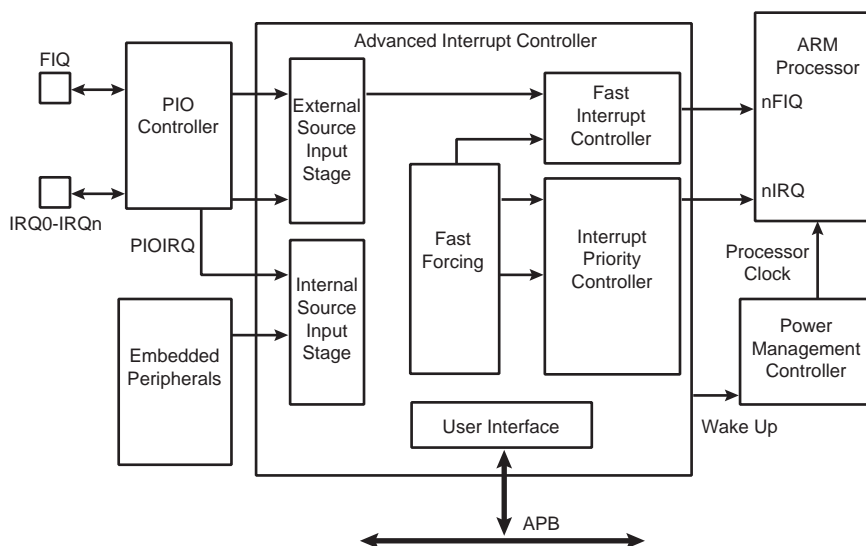 Advanced Interrupt Controller
FIQ
PIO
Controller
IRQ0-IRQn
PIOIRQ
Embedded
Peripherals
External
Source
Input
Stage
Internal
Source
Input
Stage
Fast
Forcing
Fast
Interrupt
Controller
Interrupt
Priority
Controller
User Interface
APB
ARM
Processor
nFIQ
nIRQ
Processor
Clock
Power
Management
Controller
Wake Up